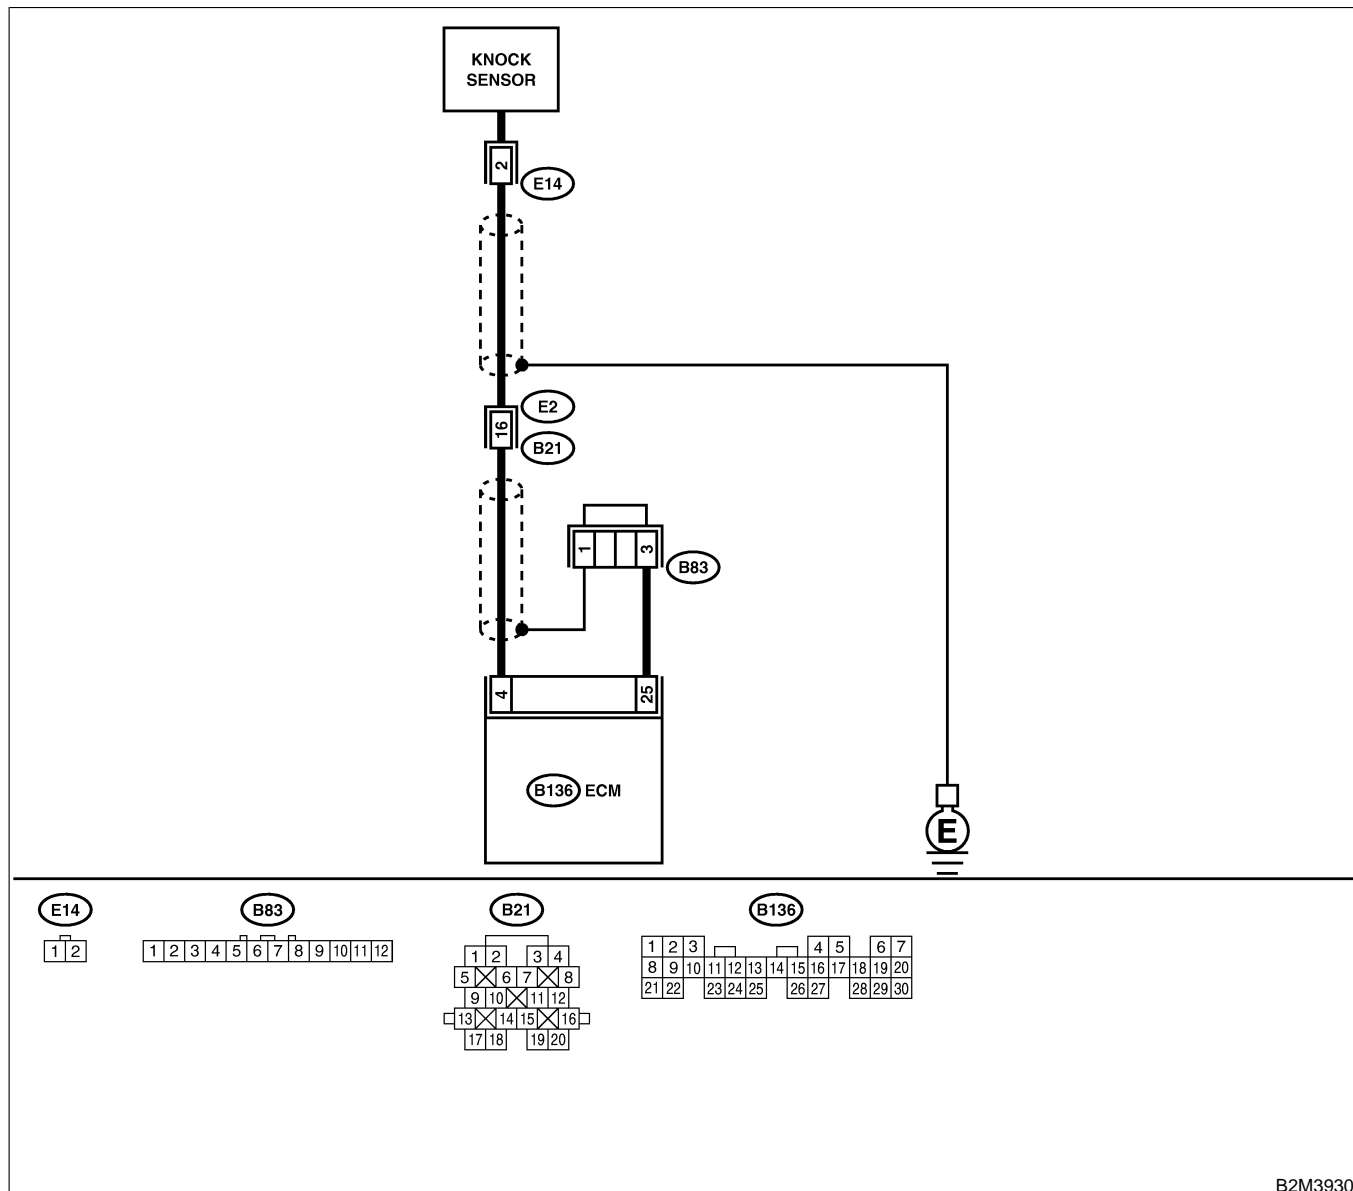 KNOCK
SENSOR
2
E14
E2
16
B21
1
3
B83
4
25
B136 ECM
E
E14 B83 B21 B136
1 2
1 2 3 4 5 6 7 8 9 10 11 12
1 2 3 4
5 6 7 8
9 10 11 12
13 14 15 16
17 18 19 20
1 2 3 4 5 6 7
8 9 10 11 12 13 14 15 16 17 18 19 20
21 22 23 24 25 26 27 28 29 30
B2M3930